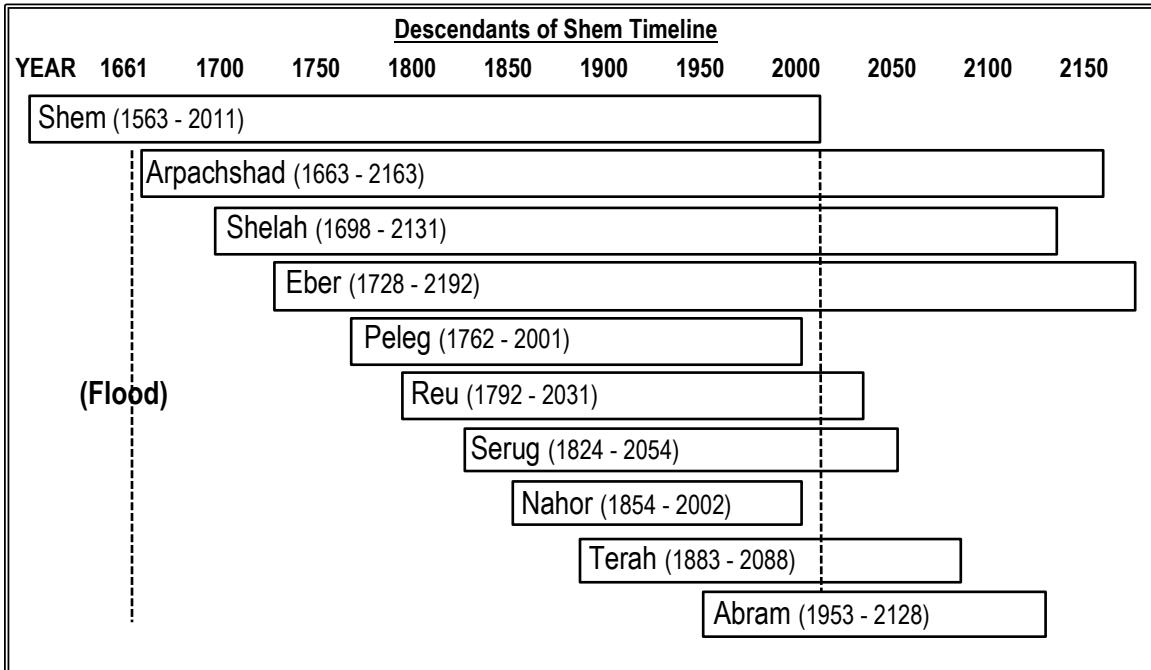 Descendants of Shem Timeline
YEAR 1661 1700 1750 1800 1850 1900 1950 2000 2050 2100 2150
Shem (1563 - 2011)
Arpachshad (1663 - 2163)
Shelah (1698 - 2131)
Eber (1728 - 2192)
Peleg (1762 - 2001)
(Flood)
Reu (1792 - 2031)
Serug (1824 - 2054)
Nahor (1854 - 2002)
Terah (1883 - 2088)
Abram (1953 - 2128)